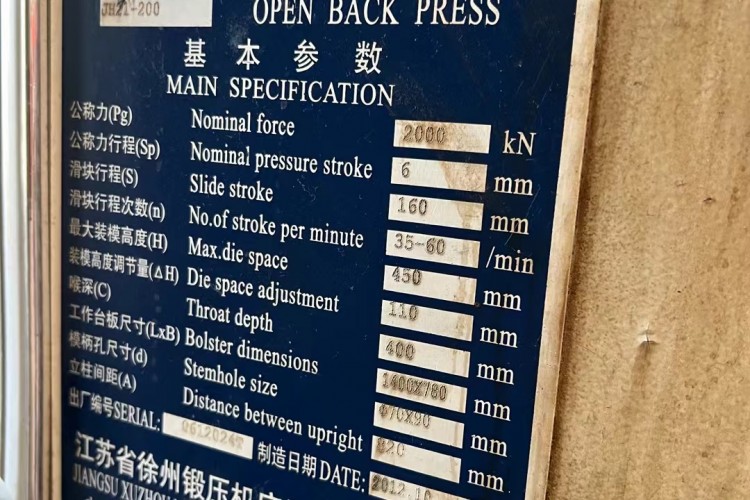 JH21-200
OPEN BACK PRESS
基本参数
MAIN SPECIFICATION
公称力(Pg) Nominal force 2000 kN
公称力行程(Sp) Nominal pressure stroke 6 mm
滑块行程(S) Slide stroke 160 mm
滑块行程次数(n) No.of stroke per minute 35-60 /min
最大装模高度(H) Max.die space 450 mm
装模高度调节量(△H) Die space adjustment 110 mm
喉深(C) Throat depth 400 mm
工作台板尺寸(LxB) Bolster dimensions 1400X780 mm
模柄孔尺寸(d) Stemhole size Φ70X90 mm
立柱间距(A) Distance between upright 820 mm
出厂编号SERIAL: 制造日期DATE: 2012.10
江苏省徐州锻压机床
JIANGSU XUZHOU